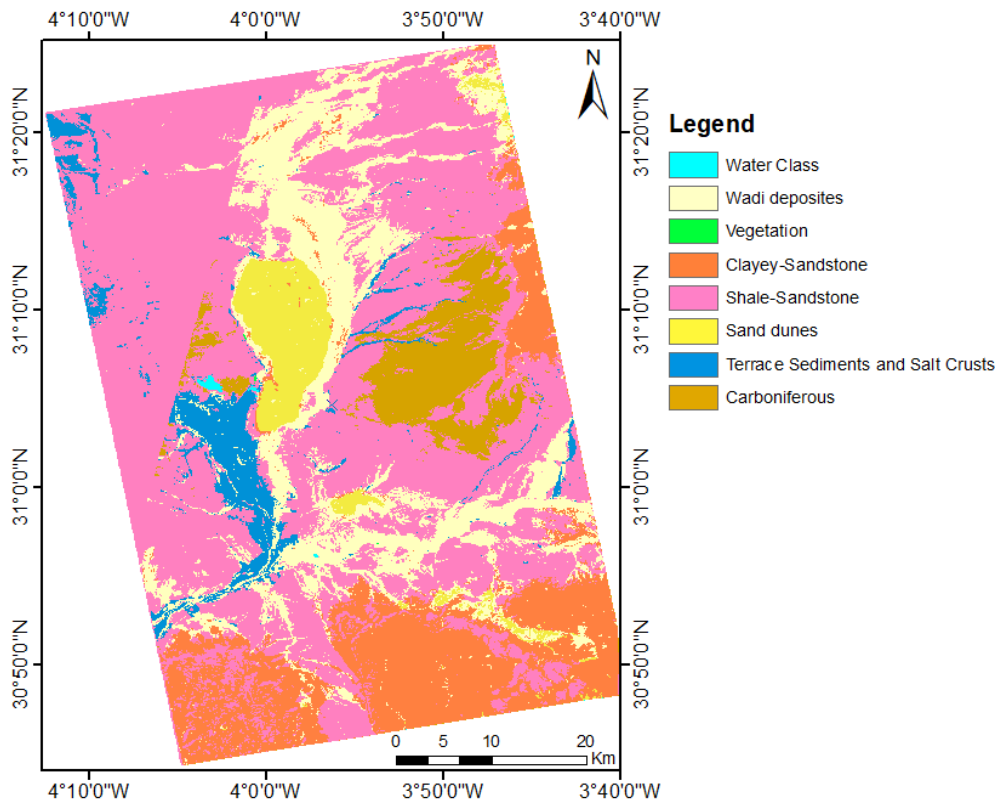 4°10'0"W 4°0'0"W 3°50'0"W 3°40'0"W
31°20'0"N
31°10'0"N
31°0'0"N
30°50'0"N
N
31°20'0"N
31°10'0"N
31°0'0"N
30°50'0"N
0 5 10 20
Km
4°10'0"W 4°0'0"W 3°50'0"W 3°40'0"W
Legend
Water Class
Wadi deposites
Vegetation
Clayey-Sandstone
Shale-Sandstone
Sand dunes
Terrace Sediments and Salt Crusts
Carboniferous